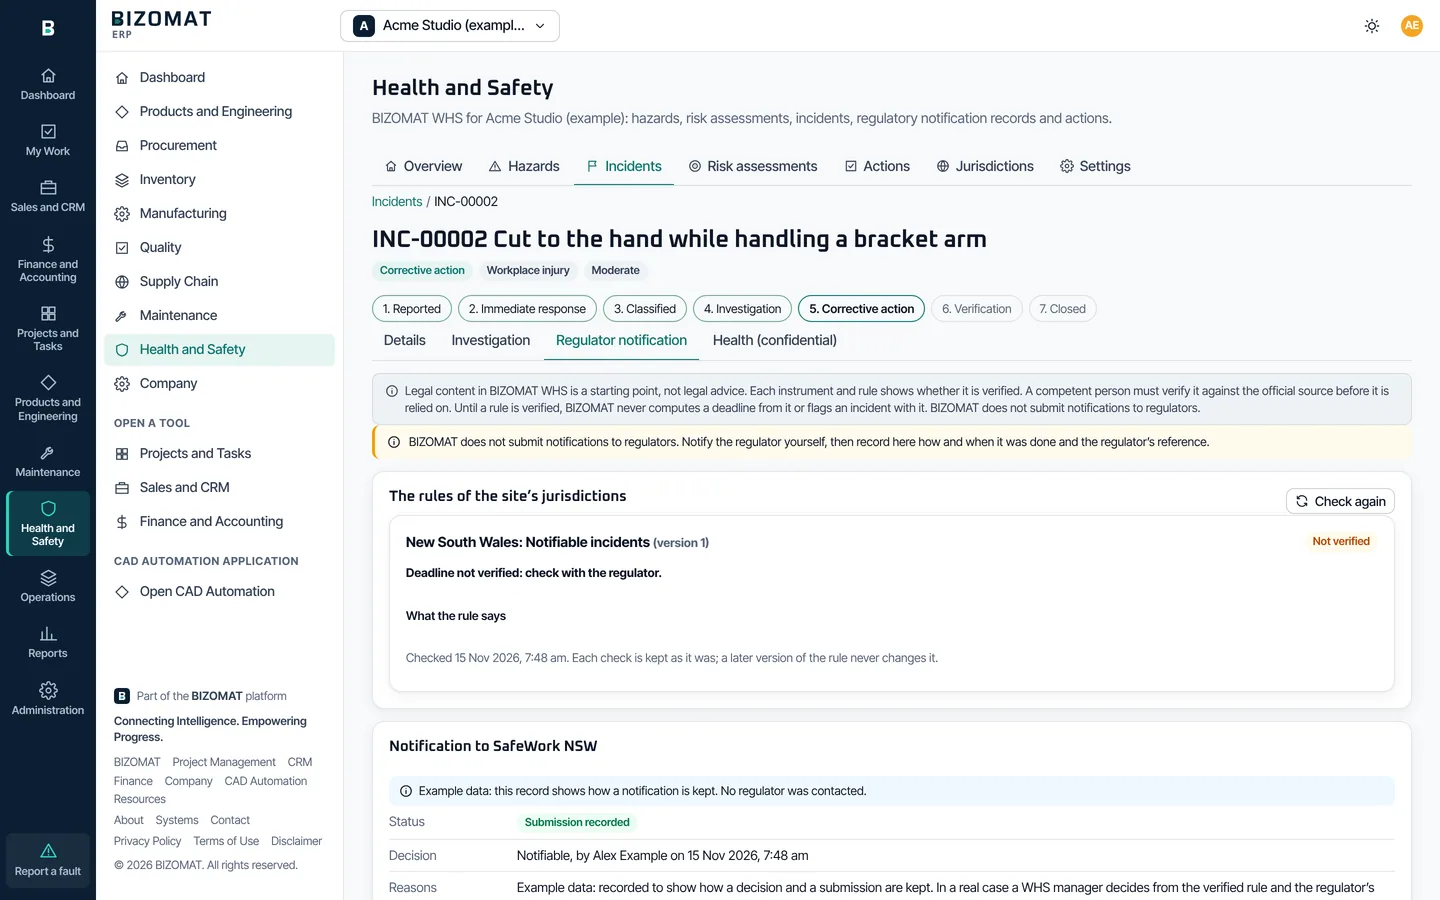 BIZOMAT
ERP
A Acme Studio (exampl...
AE
B
Dashboard
My Work
Sales and CRM
Finance and
Accounting
Projects and
Tasks
Products and
Engineering
Maintenance
Health and
Safety
Operations
Reports
Administration
Report a fault
Dashboard
Products and Engineering
Procurement
Inventory
Manufacturing
Quality
Supply Chain
Maintenance
Health and Safety
Company
OPEN A TOOL
Projects and Tasks
Sales and CRM
Finance and Accounting
CAD AUTOMATION APPLICATION
Open CAD Automation
B Part of the BIZOMAT platform
Connecting Intelligence. Empowering
Progress.
BIZOMAT Project Management CRM
Finance Company CAD Automation
Resources
About Systems Contact
Privacy Policy Terms of Use Disclaimer
© 2026 BIZOMAT. All rights reserved.
Health and Safety
BIZOMAT WHS for Acme Studio (example): hazards, risk assessments, incidents, regulatory notification records and actions.
Overview Hazards Incidents Risk assessments Actions Jurisdictions Settings
Incidents / INC-00002
INC-00002 Cut to the hand while handling a bracket arm
Corrective action Workplace injury Moderate
1. Reported 2. Immediate response 3. Classified 4. Investigation 5. Corrective action 6. Verification 7. Closed
Details Investigation Regulator notification Health (confidential)
Legal content in BIZOMAT WHS is a starting point, not legal advice. Each instrument and rule shows whether it is verified. A competent person must verify it against the official source before it is
relied on. Until a rule is verified, BIZOMAT never computes a deadline from it or flags an incident with it. BIZOMAT does not submit notifications to regulators.
BIZOMAT does not submit notifications to regulators. Notify the regulator yourself, then record here how and when it was done and the regulator's reference.
The rules of the site's jurisdictions
Check again
New South Wales: Notifiable incidents (version 1)
Not verified
Deadline not verified: check with the regulator.
What the rule says
Checked 15 Nov 2026, 7:48 am. Each check is kept as it was; a later version of the rule never changes it.
Notification to SafeWork NSW
Example data: this record shows how a notification is kept. No regulator was contacted.
Status Submission recorded
Decision Notifiable, by Alex Example on 15 Nov 2026, 7:48 am
Reasons Example data: recorded to show how a decision and a submission are kept. In a real case a WHS manager decides from the verified rule and the regulator's